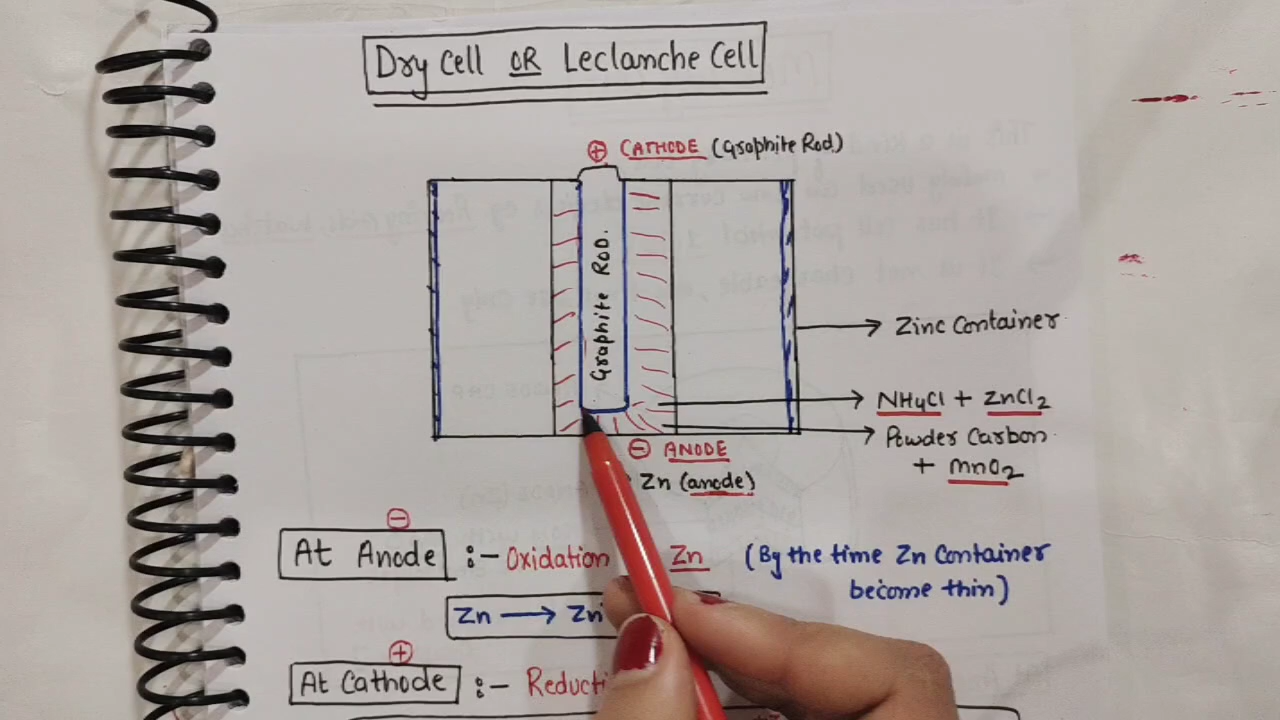 Dry Cell OR Leclanche Cell
⊕ CATHODE (Graphite Rod)
Graphite ROD.
Zinc Container
NH4Cl + ZnCl2
Powder Carbon
+ MnO2
⊖ ANODE
Zn (anode)
⊖
At Anode :- Oxidation Zn (By the time Zn Container
become thin)
Zn → Zn
⊕
At Cathode :-